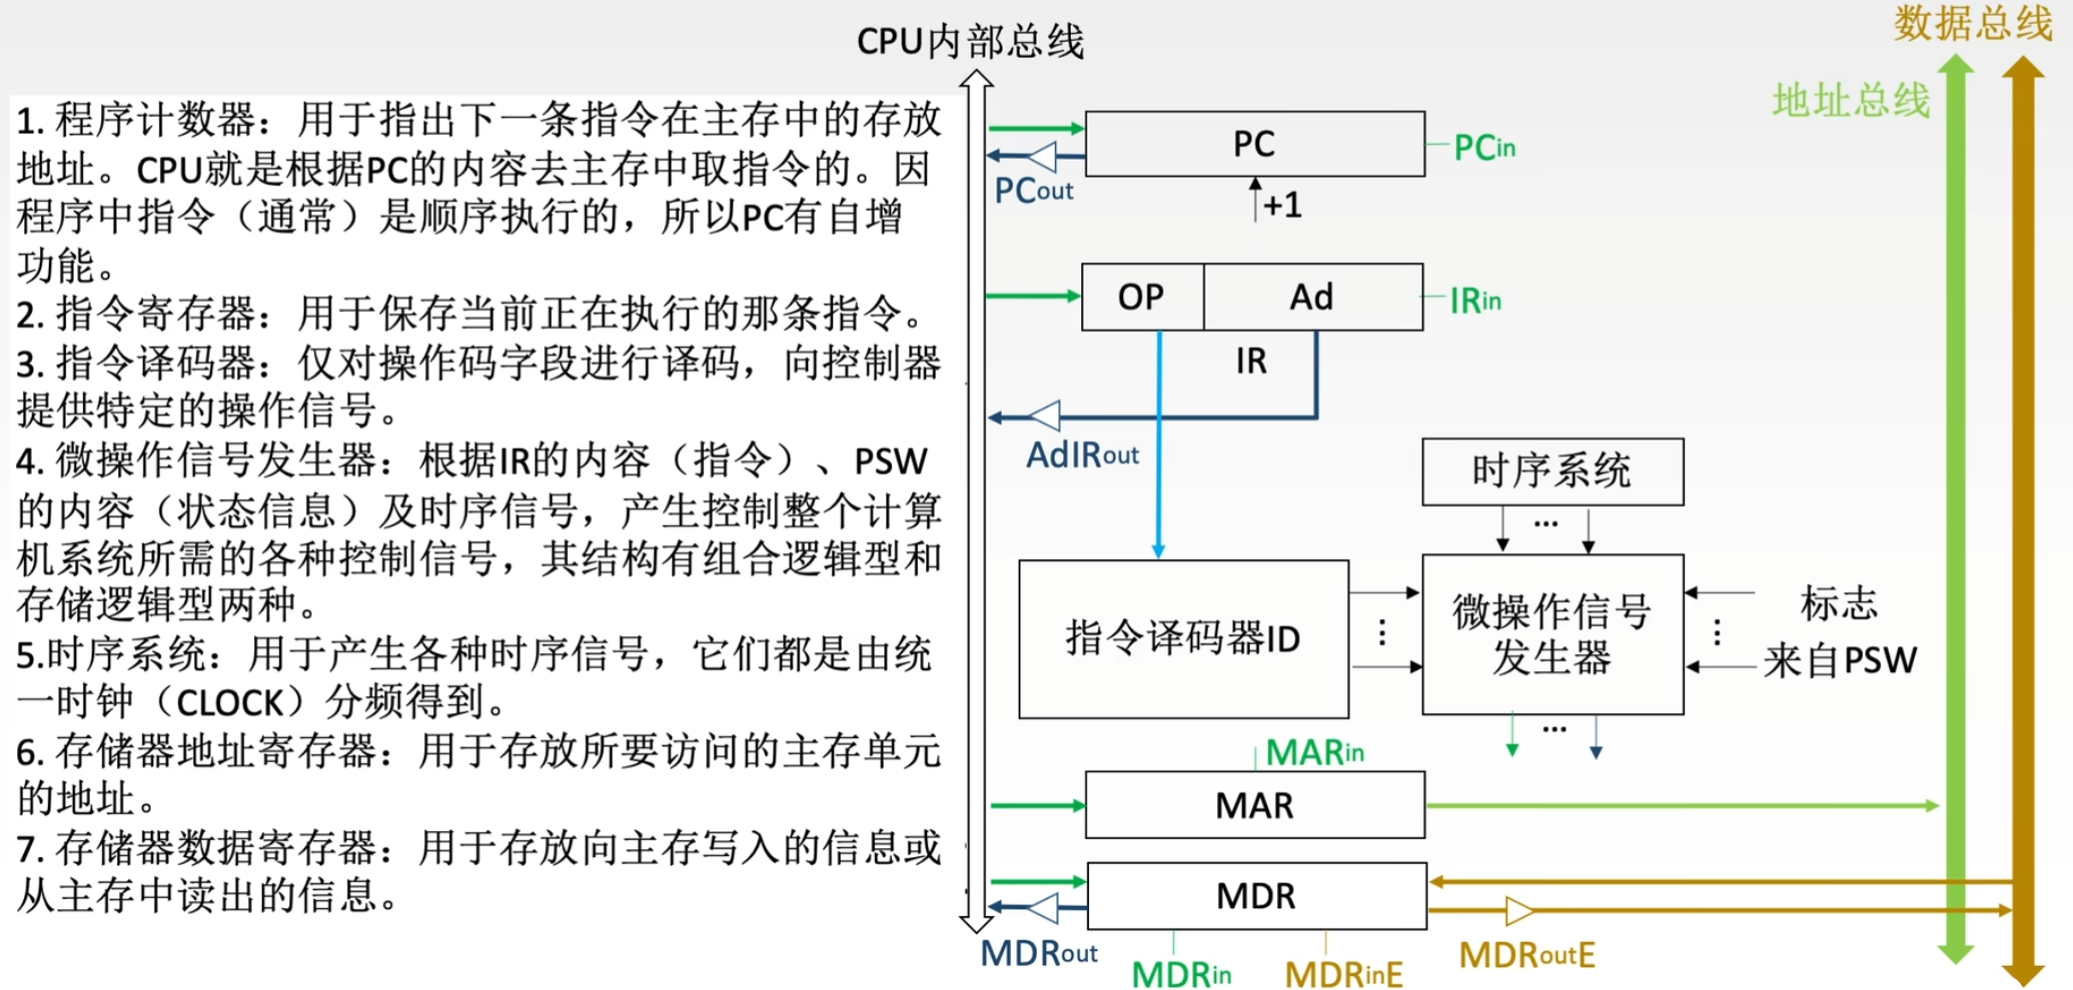 CPU内部总线
数据总线
地址总线
1. 程序计数器：用于指出下一条指令在主存中的存放
地址。CPU就是根据PC的内容去主存中取指令的。因
程序中指令（通常）是顺序执行的，所以PC有自增
功能。
2. 指令寄存器：用于保存当前正在执行的那条指令。
3. 指令译码器：仅对操作码字段进行译码，向控制器
提供特定的操作信号。
4. 微操作信号发生器：根据IR的内容（指令）、PSW
的内容（状态信息）及时序信号，产生控制整个计算
机系统所需的各种控制信号，其结构有组合逻辑型和
存储逻辑型两种。
5.时序系统：用于产生各种时序信号，它们都是由统
一时钟（CLOCK）分频得到。
6. 存储器地址寄存器：用于存放所要访问的主存单元
的地址。
7. 存储器数据寄存器：用于存放向主存写入的信息或
从主存中读出的信息。
PC
PCin
PCout
+1
OP
Ad
IRin
IR
AdIRout
时序系统
...
指令译码器ID
微操作信号
发生器
标志
来自PSW
...
MARin
MAR
MDR
MDRout
MDRin
MDRinE
MDRoutE